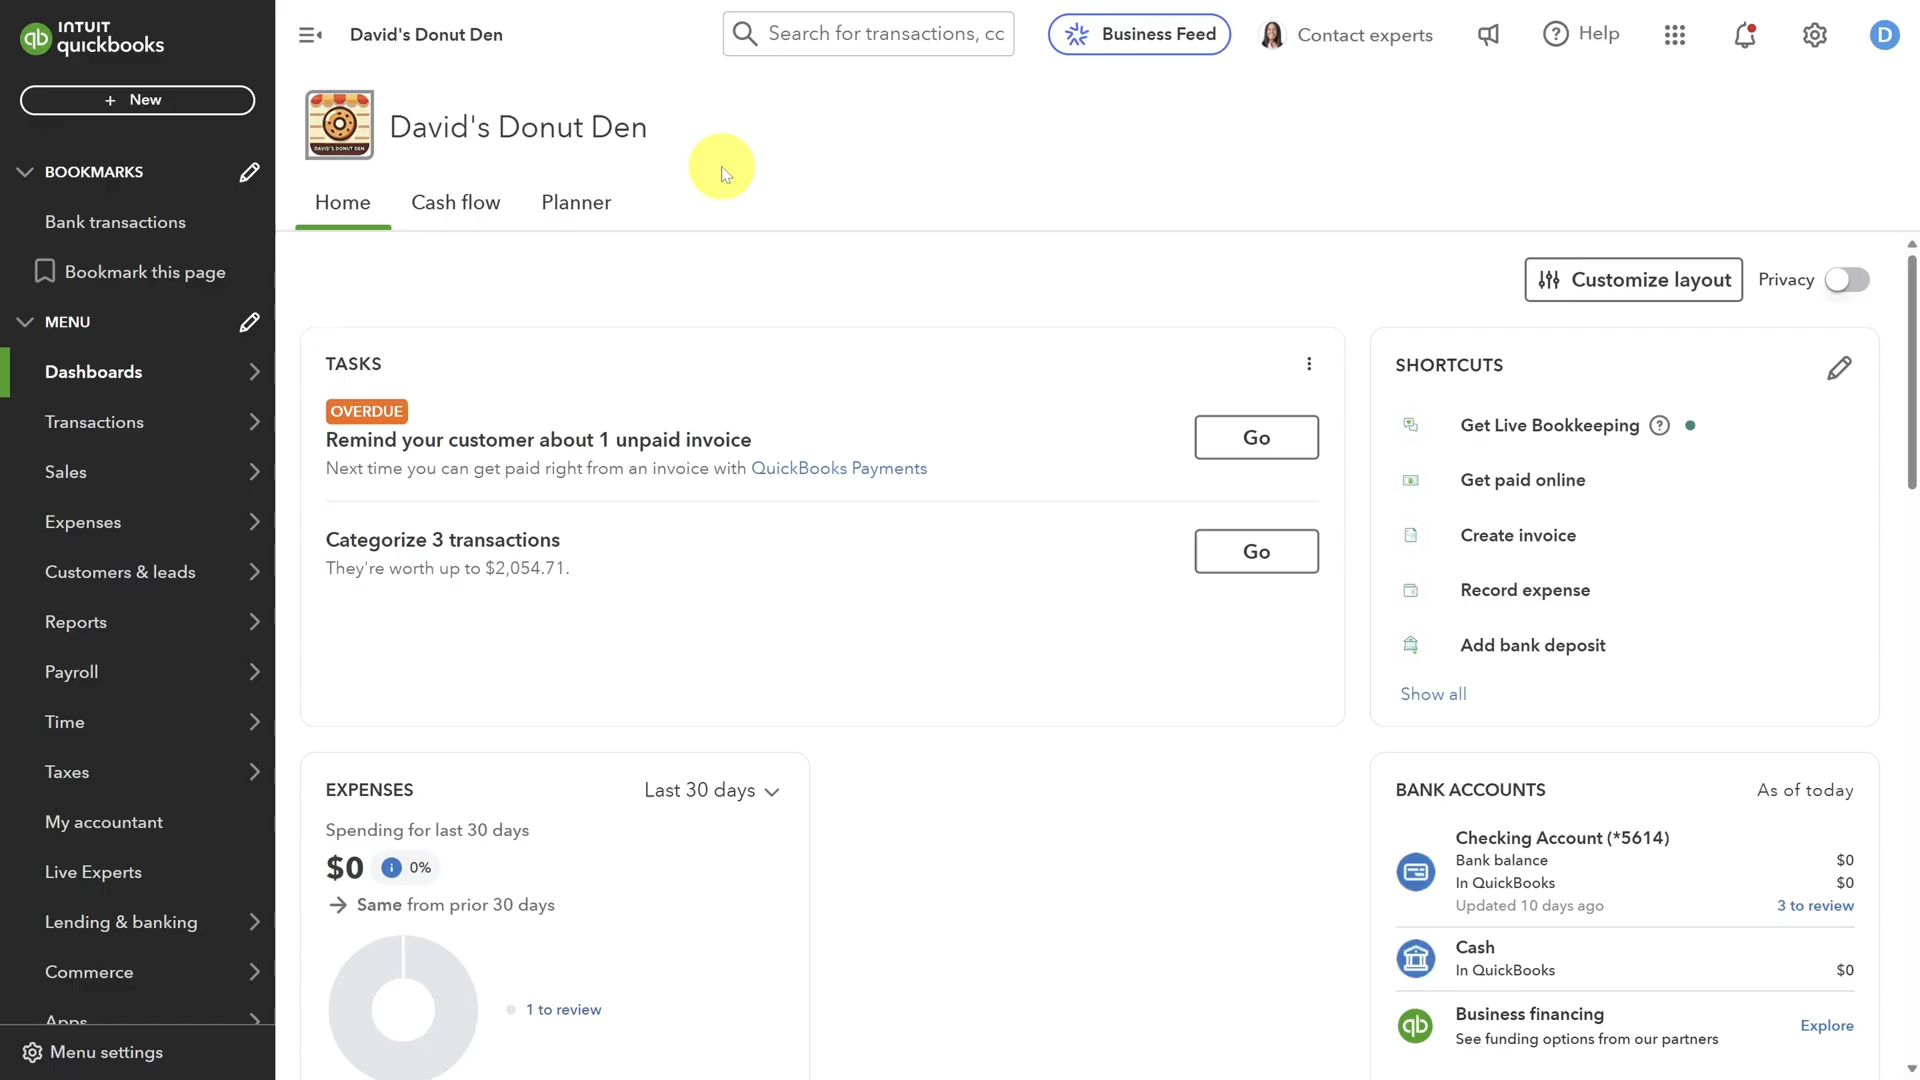 INTUIT
quickbooks
+ New
BOOKMARKS
Bank transactions
Bookmark this page
MENU
Dashboards
Transactions
Sales
Expenses
Customers & leads
Reports
Payroll
Time
Taxes
My accountant
Live Experts
Lending & banking
Commerce
Apps
Menu settings
David's Donut Den
Search for transactions, co
Business Feed
Contact experts
Help
D
DAVID'S DONUT DEN
David's Donut Den
Home
Cash flow
Planner
Customize layout
Privacy
TASKS
OVERDUE
Remind your customer about 1 unpaid invoice
Next time you can get paid right from an invoice with QuickBooks Payments
Go
Categorize 3 transactions
They're worth up to $2,054.71.
Go
SHORTCUTS
Get Live Bookkeeping
Get paid online
Create invoice
Record expense
Add bank deposit
Show all
EXPENSES
Last 30 days
Spending for last 30 days
$0
0%
Same from prior 30 days
1 to review
BANK ACCOUNTS
As of today
Checking Account (*5614)
Bank balance $0
In QuickBooks $0
Updated 10 days ago 3 to review
Cash
In QuickBooks $0
qb
Business financing
See funding options from our partners
Explore